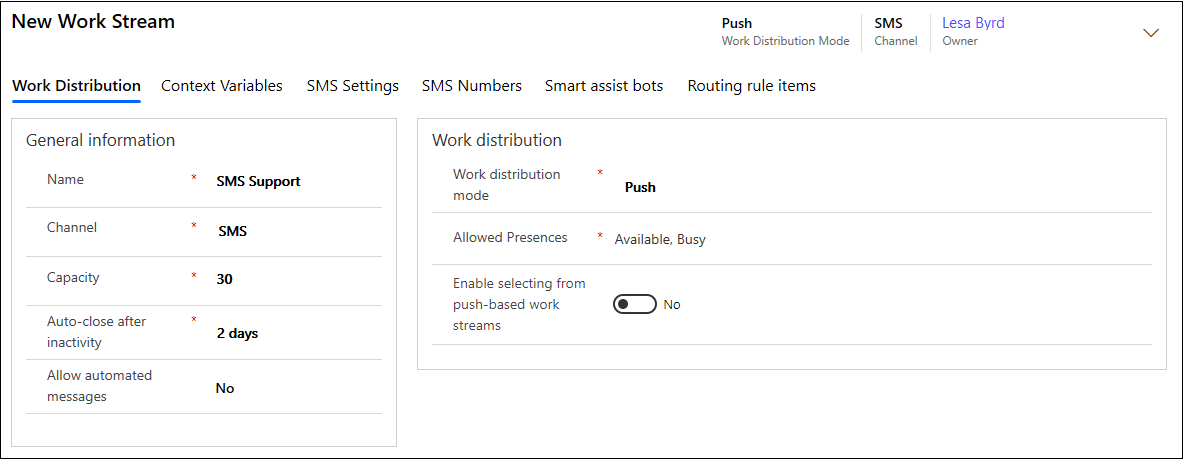 New Work Stream
Push
Work Distribution Mode
SMS
Channel
Lesa Byrd
Owner
Work Distribution Context Variables SMS Settings SMS Numbers Smart assist bots Routing rule items
General information
Name * SMS Support
Channel * SMS
Capacity * 30
Auto-close after
inactivity * 2 days
Allow automated
messages No
Work distribution
Work distribution
mode * Push
Allowed Presences * Available, Busy
Enable selecting from
push-based work No
streams